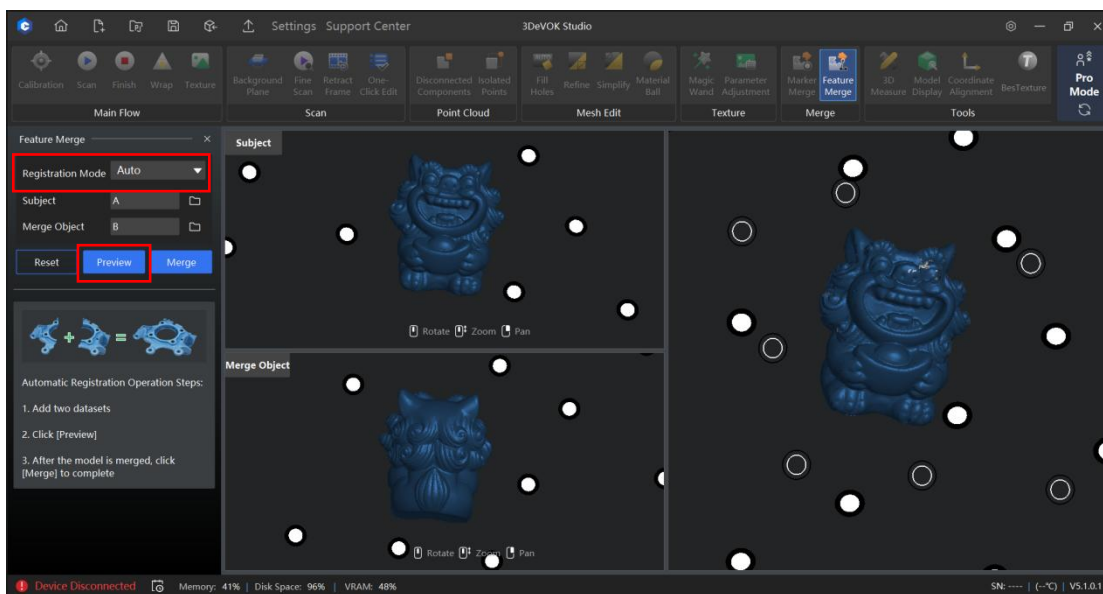 Settings Support Center
3DeVOK Studio
Calibration
Scan
Finish
Wrap
Texture
Main Flow
Background
Plane
Fine
Scan
Retract
Frame
One-
Click Edit
Scan
Disconnected
Components
Isolated
Points
Point Cloud
Fill
Holes
Refine
Simplify
Material
Ball
Mesh Edit
Magic
Wand
Parameter
Adjustment
Texture
Marker
Merge
Feature
Merge
Merge
3D
Measure
Model
Display
Coordinate
Alignment
BesTexture
Tools
Pro
Mode
Feature Merge
Registration Mode Auto
Subject A
Merge Object B
Reset Preview Merge
Automatic Registration Operation Steps:
1. Add two datasets
2. Click [Preview]
3. After the model is merged, click
[Merge] to complete
Subject
Rotate Zoom Pan
Merge Object
Rotate Zoom Pan
Device Disconnected Memory: 41% | Disk Space: 96% | VRAM: 48%
SN: ---- | (--°C) | V5.1.0.1